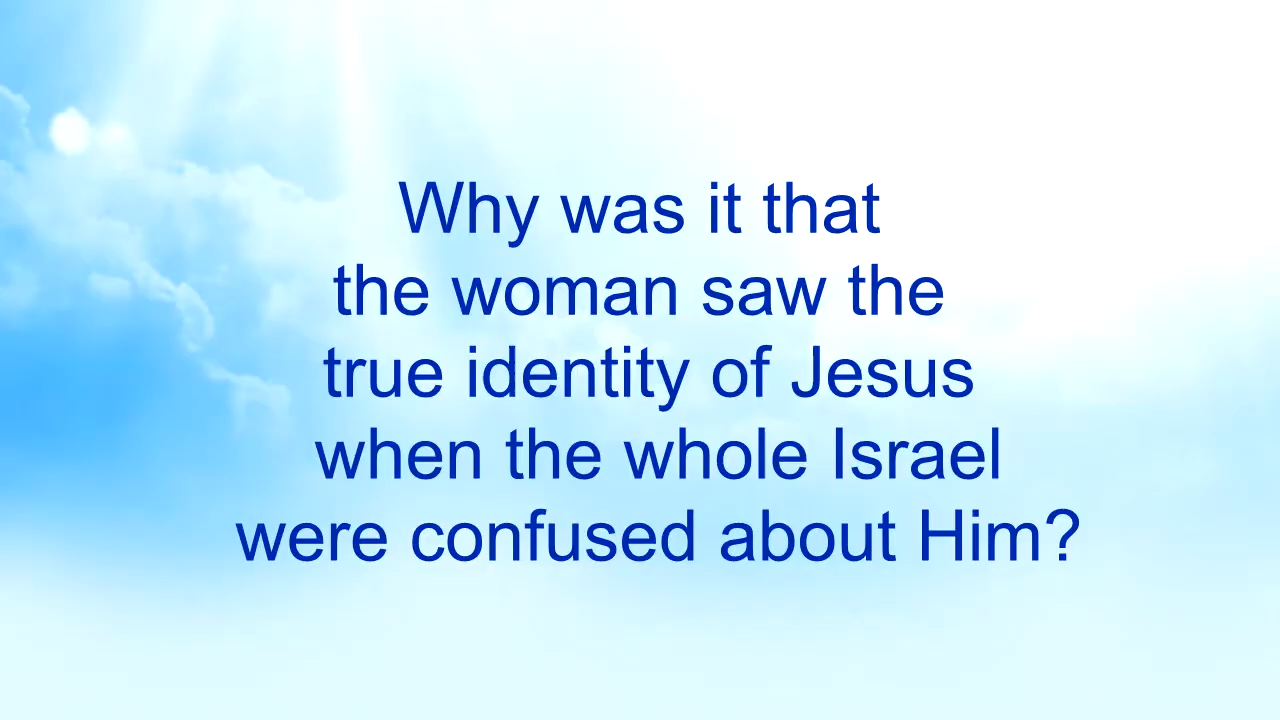 Why was it that
the woman saw the
true identity of Jesus
when the whole Israel
were confused about Him?